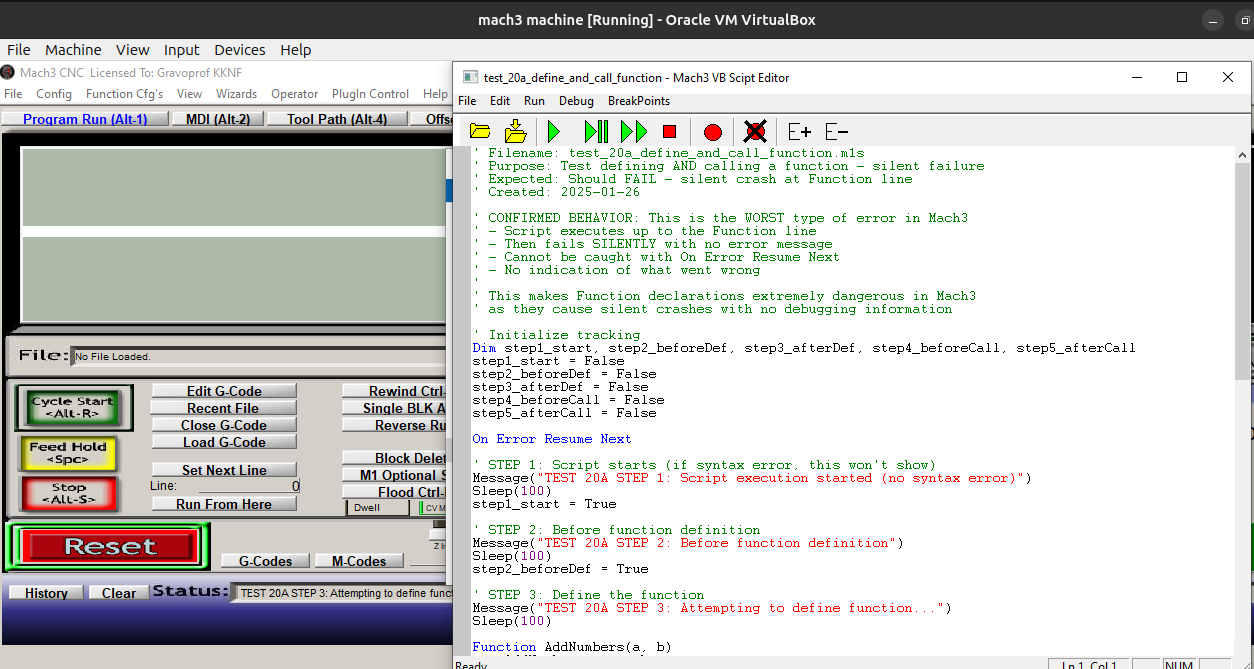 mach3 machine [Running] - Oracle VM VirtualBox
File Machine View Input Devices Help
Mach3 CNC Licensed To: Gravoprof KKNF
File Config Function Cfg's View Wizards Operator PlugIn Control Help
Program Run (Alt-1) MDI (Alt-2) Tool Path (Alt-4) Offs
File: No File Loaded.
Cycle Start
<Alt-R>
Feed Hold
<Spc>
Stop
<Alt-S>
Edit G-Code
Recent File
Close G-Code
Load G-Code
Set Next Line
Line: 0
Run From Here
Rewind Ctrl-
Single BLK A
Reverse Ru
Block Delet
M1 Optional S
Flood Ctrl-
Dwell CV M
Reset
G-Codes M-Codes
Z In
History Clear Status: TEST 20A STEP 3: Attempting to define func
test_20a_define_and_call_function - Mach3 VB Scipt Editor
File Edit Run Debug BreakPoints
E+ E-
' Filename: test_20a_define_and_call_function.m1s
' Purpose: Test defining AND calling a function - silent failure
' Expected: Should FAIL - silent crash at Function line
' Created: 2025-01-26
' CONFIRMED BEHAVIOR: This is the WORST type of error in Mach3
' - Script executes up to the Function line
' - Then fails SILENTLY with no error message
' - Cannot be caught with On Error Resume Next
' - No indication of what went wrong
'
' This makes Function declarations extremely dangerous in Mach3
' as they cause silent crashes with no debugging information
' Initialize tracking
Dim step1_start, step2_beforeDef, step3_afterDef, step4_beforeCall, step5_afterCall
step1_start = False
step2_beforeDef = False
step3_afterDef = False
step4_beforeCall = False
step5_afterCall = False
On Error Resume Next
' STEP 1: Script starts (if syntax error, this won't show)
Message("TEST 20A STEP 1: Script execution started (no syntax error)")
Sleep(100)
step1_start = True
' STEP 2: Before function definition
Message("TEST 20A STEP 2: Before function definition")
Sleep(100)
step2_beforeDef = True
' STEP 3: Define the function
Message("TEST 20A STEP 3: Attempting to define function...")
Sleep(100)
Function AddNumbers(a, b)
Ready Ln 1, Col 1 NUM